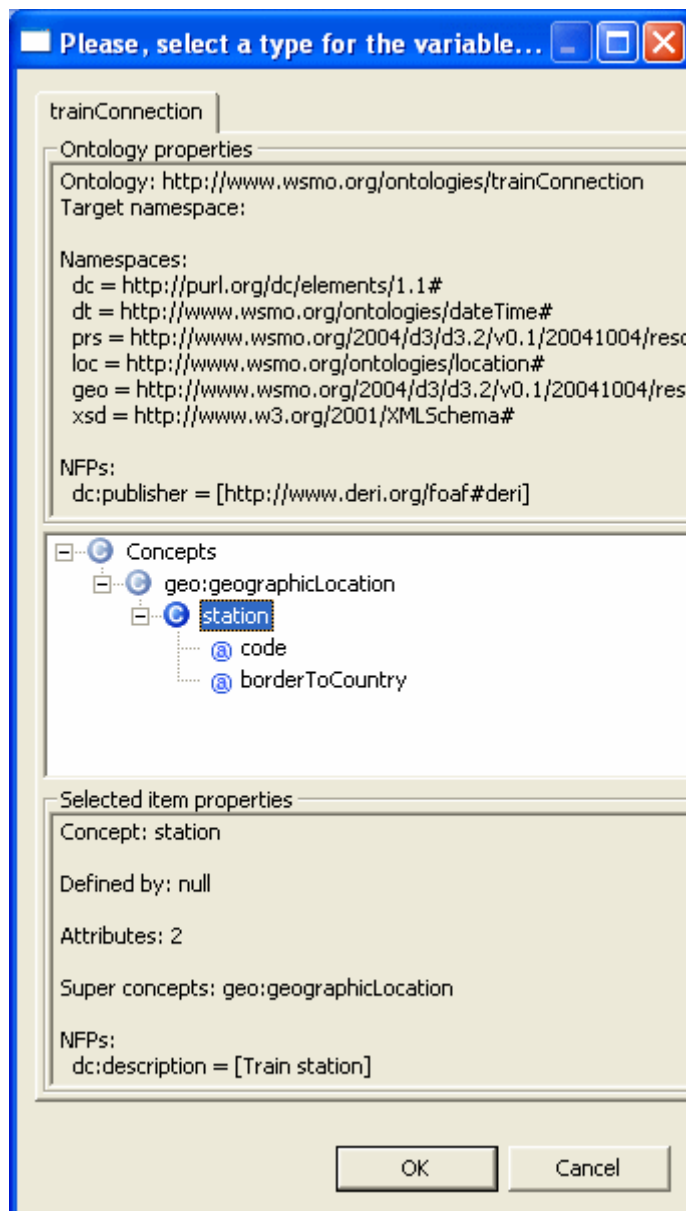 Please, select a type for the variable...
trainConnection
Ontology properties
Ontology: http://www.wsmo.org/ontologies/trainConnection
Target namespace:
Namespaces:
dc = http://purl.org/dc/elements/1.1#
dt = http://www.wsmo.org/ontologies/dateTime#
prs = http://www.wsmo.org/2004/d3/d3.2/v0.1/20041004/reso
loc = http://www.wsmo.org/ontologies/location#
geo = http://www.wsmo.org/2004/d3/d3.2/v0.1/20041004/res
xsd = http://www.w3.org/2001/XMLSchema#
NFPs:
dc:publisher = [http://www.deri.org/foaf#deri]
C Concepts
C geo:geographicLocation
C station
@ code
@ borderToCountry
Selected item properties
Concept: station
Defined by: null
Attributes: 2
Super concepts: geo:geographicLocation
NFPs:
dc:description = [Train station]
OK Cancel